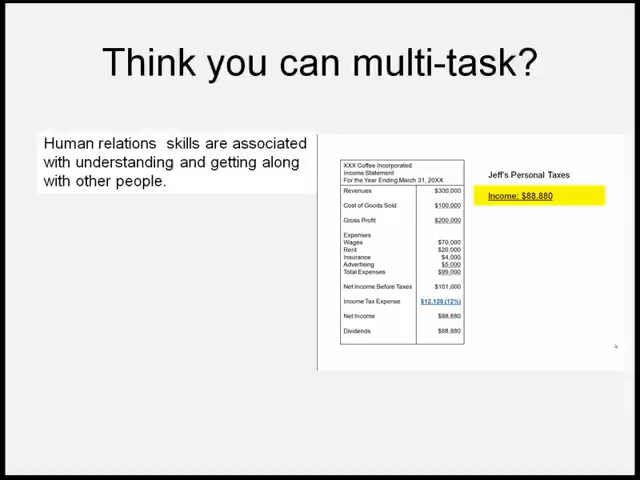 Think you can multi-task?
Human relations skills are associated
with understanding and getting along
with other people.
XXX Coffee Incorporated
Income Statement
For the Year Ending March 31, 20XX
Revenues $300,000
Cost of Goods Sold $100,000
Gross Profit $200,000
Expenses
Wages $70,000
Rent $20,000
Insurance $4,000
Advertising $5,000
Total Expenses $99,000
Net Income Before Taxes $101,000
Income Tax Expense $12,120 (12%)
Net Income $88,880
Dividends $88,880
Jeff's Personal Taxes
Income: $88,880